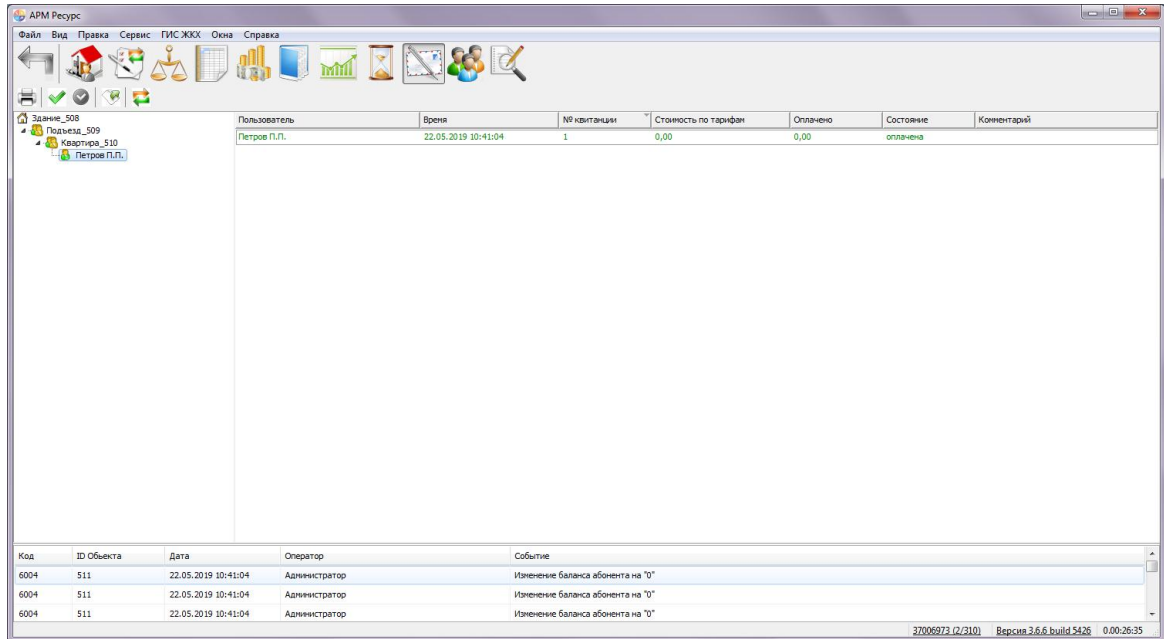 АРМ Ресурс
Файл Вид Правка Сервис ГИС ЖКХ Окна Справка
Здание_508
Подъезд_509
Квартира_510
Петров П.П.
Пользователь Время № квитанции Стоимость по тарифам Оплачено Состояние Комментарий
Петров П.П. 22.05.2019 10:41:04 1 0,00 0,00 оплачена
Код ID Обьекта Дата Оператор Событие
6004 511 22.05.2019 10:41:04 Администратор Изменение баланса абонента на "0"
6004 511 22.05.2019 10:41:04 Администратор Изменение баланса абонента на "0"
6004 511 22.05.2019 10:41:04 Администратор Изменение баланса абонента на "0"
37006973 (2/310) Версия 3.6.6 build 5426 0.00:26:35